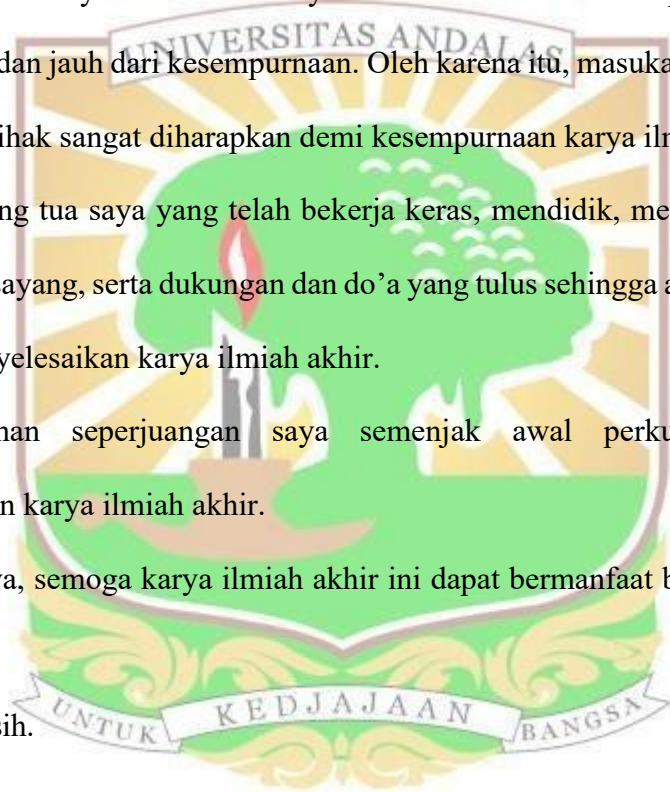 UNIVERSITAS ANDALAS
dan jauh dari kesempurnaan. Oleh karena itu, masuka
ihak sangat diharapkan demi kesempurnaan karya iln
ng tua saya yang telah bekerja keras, mendidik, me
sayang, serta dukungan dan do’a yang tulus sehingga a
yelesaikan karya ilmiah akhir.
nan seperjuangan saya semenjak awal perku
n karya ilmiah akhir.
a, semoga karya ilmiah akhir ini dapat bermanfaat b
sih.
UNTUK KEDJAJAAN BANGSA